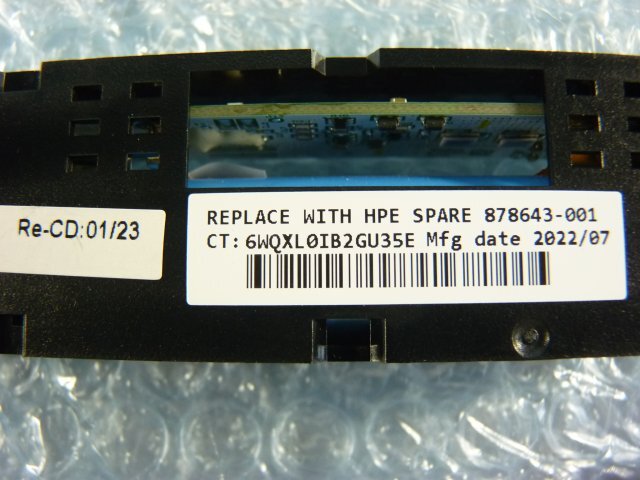 Re-CD:01/23
REPLACE WITH HPE SPARE 878643-001
CT: 6WQXL0IB2GU35E Mfg date 2022/07